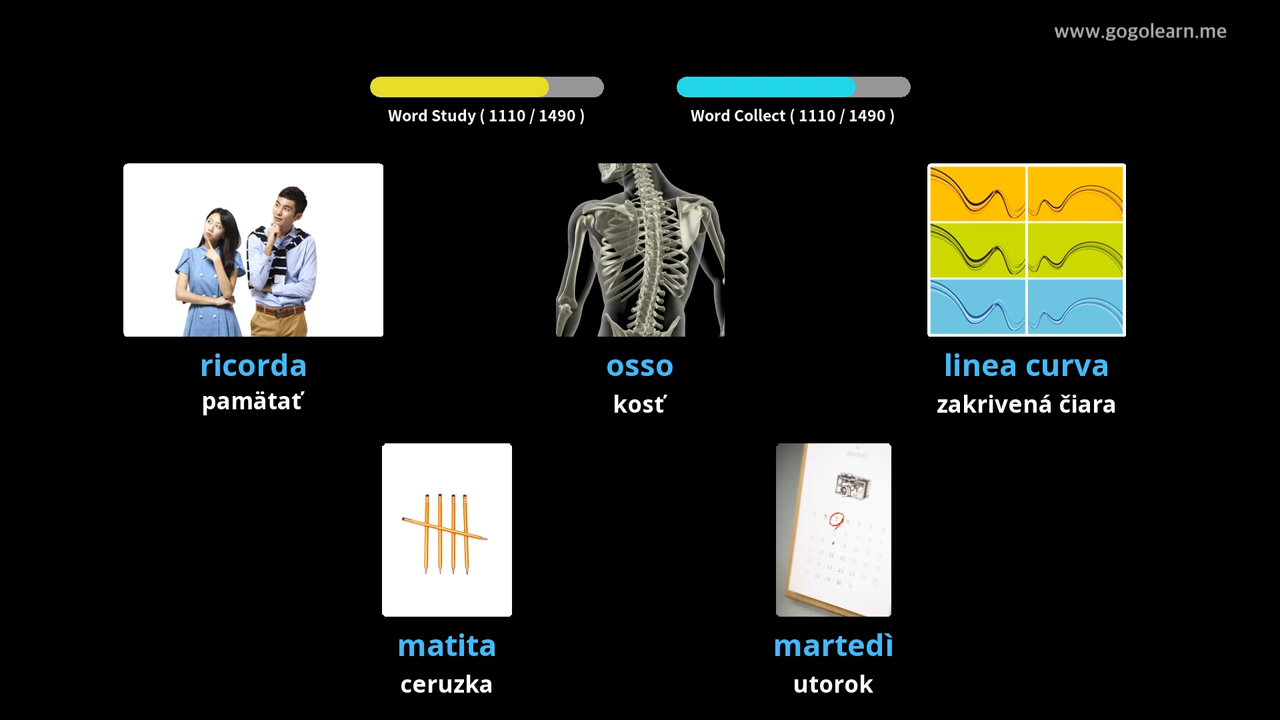 www.gogolearn.me
Word Study ( 1110 / 1490 )
Word Collect ( 1110 / 1490 )
ricorda
pamätať
osso
kosť
linea curva
zakrivená čiara
matita
ceruzka
martedì
utorok